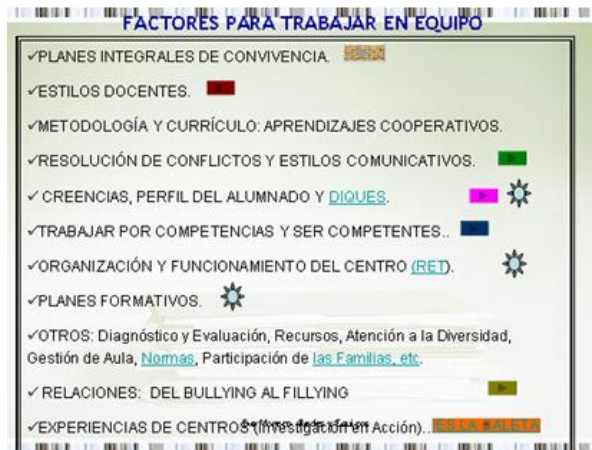 FACTORES PARA TRABAJAR EN EQUIPO
✓PLANES INTEGRALES DE CONVIVENCIA.
✓ESTILOS DOCENTES.
✓METODOLOGÍA Y CURRÍCULO: APRENDIZAJES COOPERATIVOS.
✓RESOLUCIÓN DE CONFLICTOS Y ESTILOS COMUNICATIVOS.
✓ CREENCIAS, PERFIL DEL ALUMNADO Y DIQUES.
✓TRABAJAR POR COMPETENCIAS Y SER COMPETENTES..
✓ORGANIZACIÓN Y FUNCIONAMIENTO DEL CENTRO (RET).
✓PLANES FORMATIVOS.
✓OTROS: Diagnóstico y Evaluación, Recursos, Atención a la Diversidad,
Gestión de Aula, Normas, Participación de las Familias, etc.
✓ RELACIONES: DEL BULLYING AL FILLYING
✓EXPERIENCIAS DE CENTROS (Investigación en Acción)..IES LA CALETA